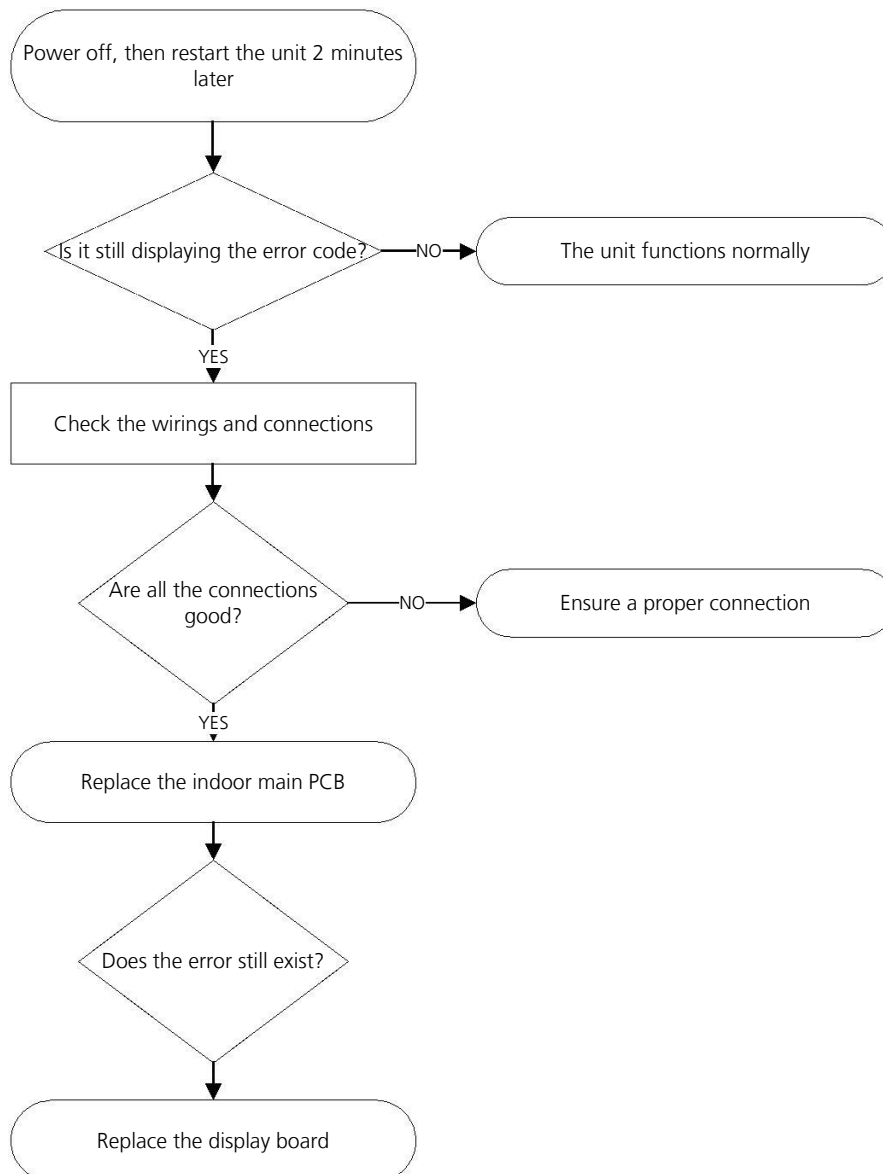 Power off, then restart the unit 2 minutes
later
Is it still displaying the error code?
NO
The unit functions normally
YES
Check the wirings and connections
Are all the connections
good?
NO
Ensure a proper connection
YES
Replace the indoor main PCB
Does the error still exist?
Replace the display board